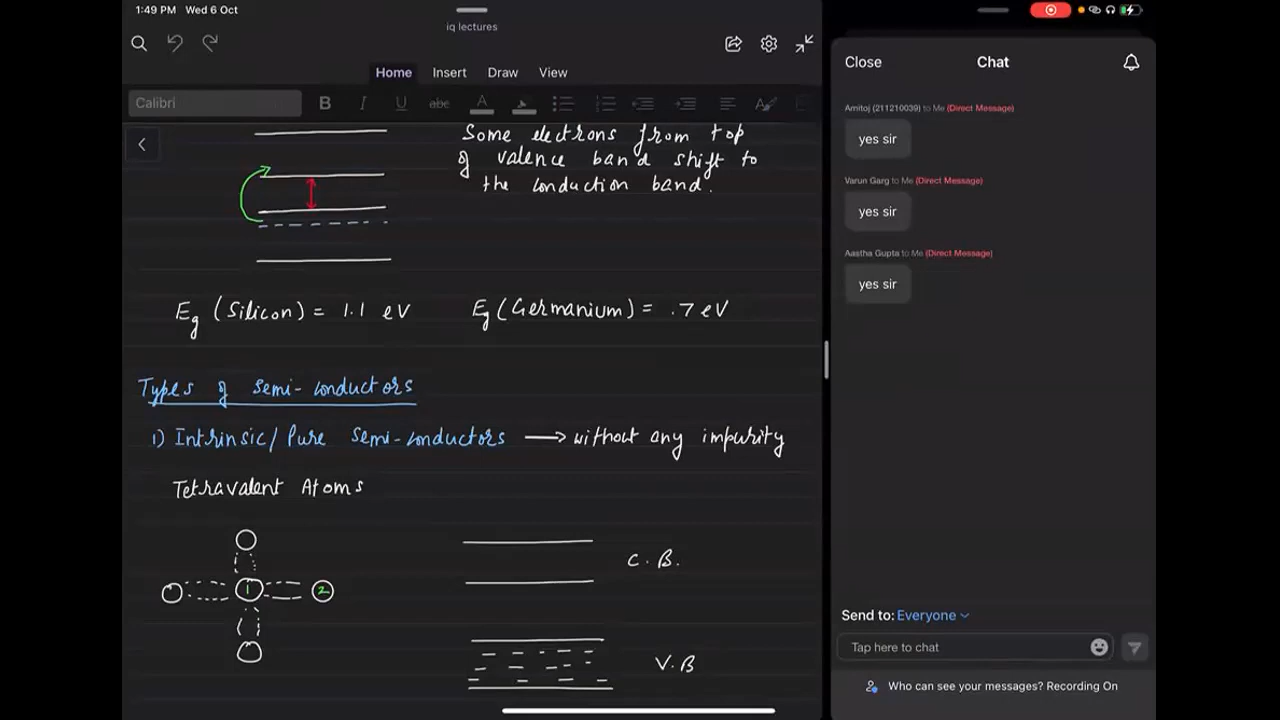 1:49 PM Wed 6 Oct
iq lectures
Home Insert Draw View
Calibri B I U abc A
Some electrons from top
of valence band shift to
the conduction band.
Eg (Silicon) = 1.1 eV Eg (Germanium) = .7 eV
Types of Semi-conductors
1) Intrinsic/Pure Semi-conductors → without any impurity
Tetravalent Atoms
C.B.
1 2
V.B
Close Chat
Amitoj (211210039) to Me (Direct Message)
yes sir
Varun Garg to Me (Direct Message)
yes sir
Aastha Gupta to Me (Direct Message)
yes sir
Send to: Everyone
Tap here to chat
Who can see your messages? Recording On